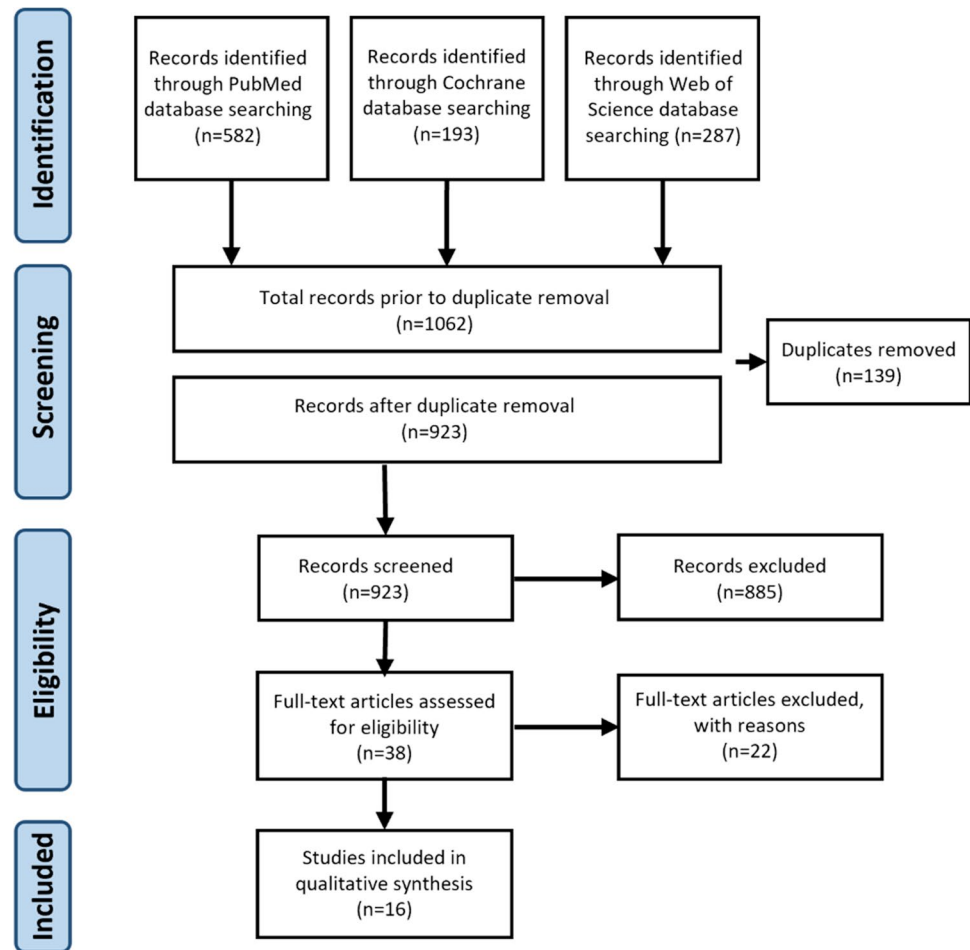 Identification
Records identified
through PubMed
database searching
(n=582)
Records identified
through Cochrane
database searching
(n=193)
Records identified
through Web of
Science database
searching (n=287)
Screening
Total records prior to duplicate removal
(n=1062)
Duplicates removed
(n=139)
Records after duplicate removal
(n=923)
Eligibility
Records screened
(n=923)
Records excluded
(n=885)
Full-text articles assessed
for eligibility
(n=38)
Full-text articles excluded,
with reasons
(n=22)
Included
Studies included in
qualitative synthesis
(n=16)